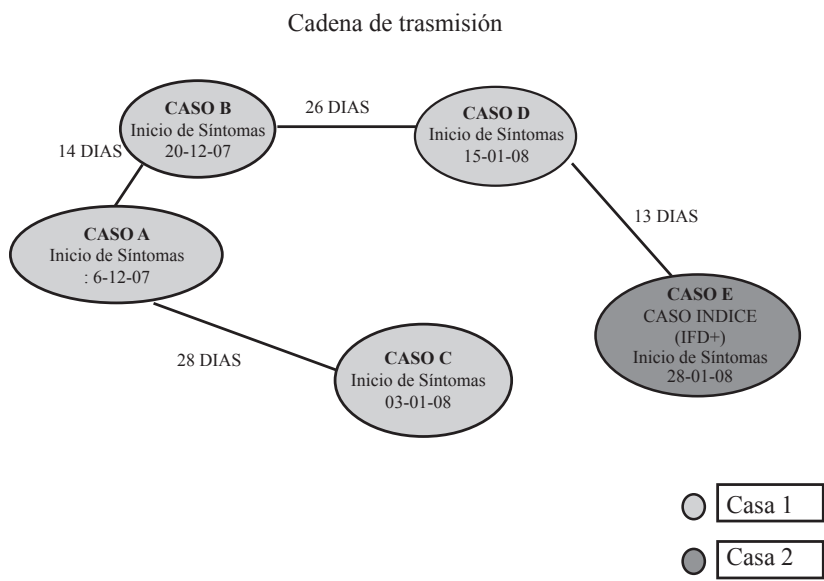 Cadena de trasmisión
CASO B
Inicio de Síntomas
20-12-07
26 DIAS
CASO D
Inicio de Síntomas
15-01-08
14 DIAS
CASO A
Inicio de Síntomas
: 6-12-07
13 DIAS
CASO E
CASO INDICE
(IFD+)
Inicio de Síntomas
28-01-08
28 DIAS
CASO C
Inicio de Síntomas
03-01-08
Casa 1
Casa 2